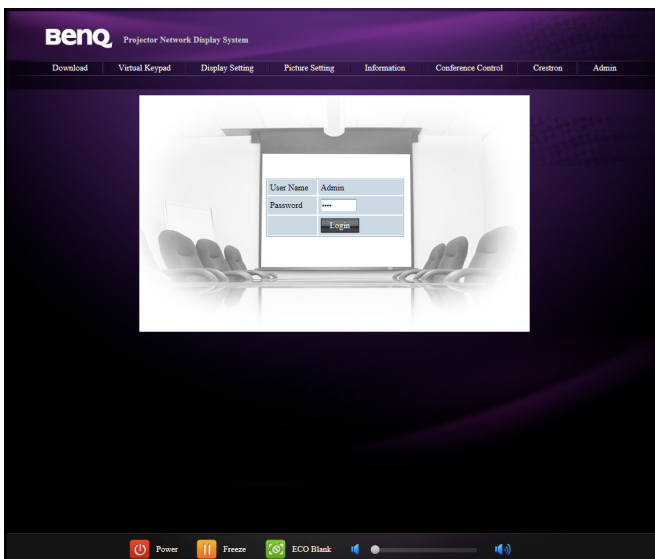 BenQ Projector Network Display System
Download Virtual Keypad Display Setting Picture Setting Information Conference Control Crestron Admin
User Name Admin
Password ••••
Login
Power Freeze ECO Blank